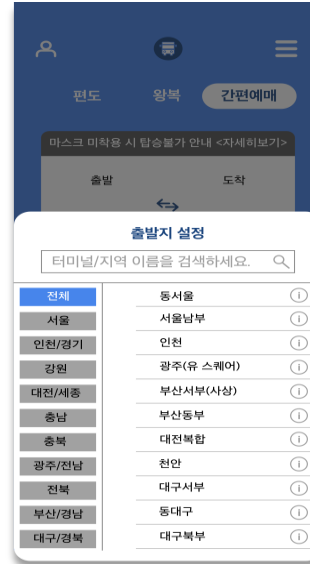 편도 왕복 간편예매
마스크 미착용 시 탑승불가 안내 <자세히보기>
출발 도착
출발지 설정
터미널/지역 이름을 검색하세요.
전체 동서울
서울 서울남부
인천/경기 인천
강원 광주(유 스퀘어)
대전/세종 부산서부(사상)
충남 부산동부
충북 대전복합
광주/전남 천안
전북 대구서부
부산/경남 동대구
대구/경북 대구북부